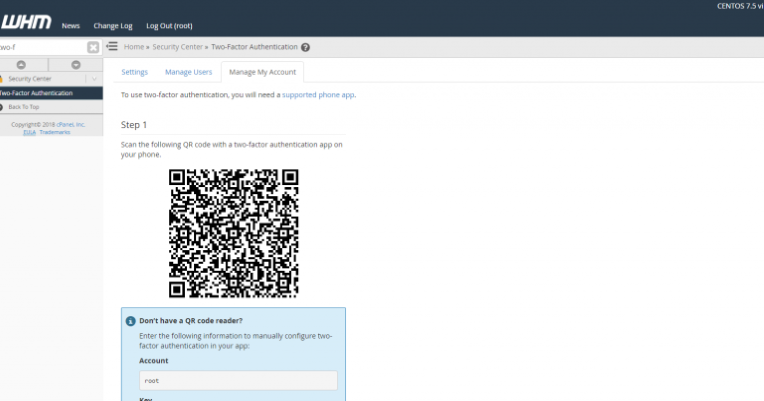 CENTOS 7.5 vi
WHM
News
Change Log
Log Out (root)
wo-f
Home » Security Center » Two-Factor Authentication
Security Center
Two-Factor Authentication
Back To Top
Copyright© 2018 cPanel, Inc.
EULA Trademarks
Settings
Manage Users
Manage My Account
To use two-factor authentication, you will need a supported phone app.
Step 1
Scan the following QR code with a two-factor authentication app on
your phone.
Don't have a QR code reader?
Enter the following information to manually configure two-
factor authentication in your app:
Account
root
Key